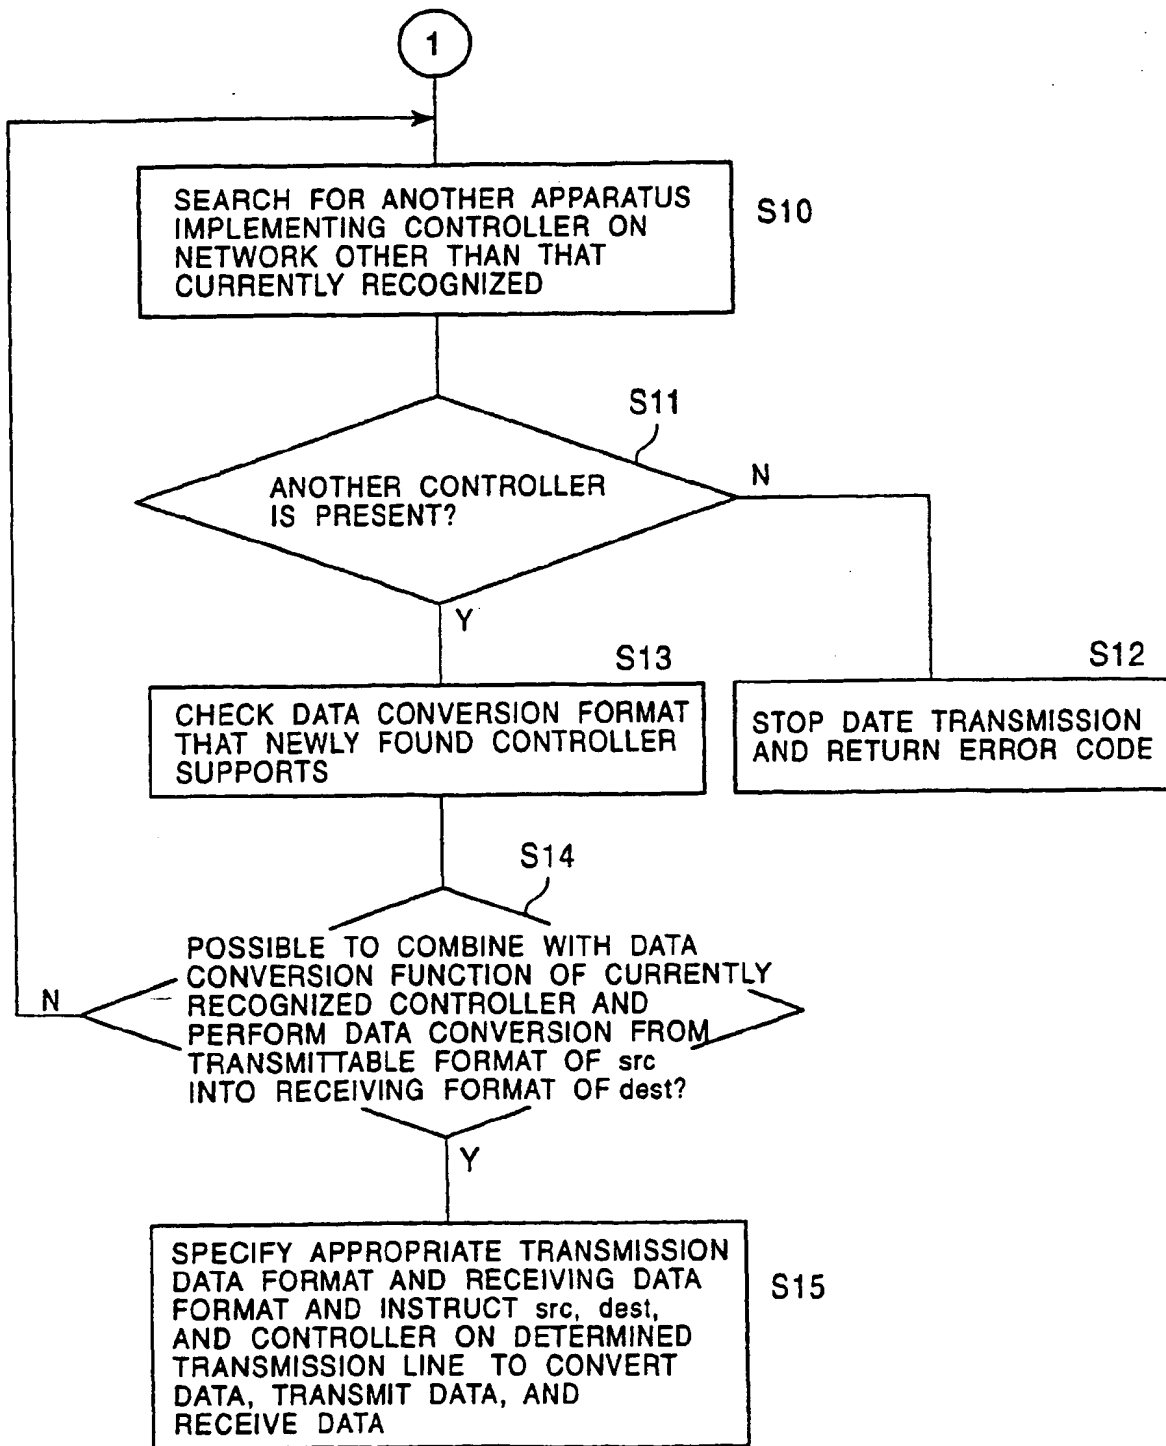 1
SEARCH FOR ANOTHER APPARATUS
IMPLEMENTING CONTROLLER ON
NETWORK OTHER THAN THAT
CURRENTLY RECOGNIZED
S10
S11
ANOTHER CONTROLLER
IS PRESENT?
N
Y
S13
S12
CHECK DATA CONVERSION FORMAT
THAT NEWLY FOUND CONTROLLER
SUPPORTS
STOP DATE TRANSMISSION
AND RETURN ERROR CODE
S14
POSSIBLE TO COMBINE WITH DATA
CONVERSION FUNCTION OF CURRENTLY
RECOGNIZED CONTROLLER AND
PERFORM DATA CONVERSION FROM
TRANSMITTABLE FORMAT OF src
INTO RECEIVING FORMAT OF dest?
N
Y
SPECIFY APPROPRIATE TRANSMISSION
DATA FORMAT AND RECEIVING DATA
FORMAT AND INSTRUCT src, dest,
AND CONTROLLER ON DETERMINED
TRANSMISSION LINE TO CONVERT
DATA, TRANSMIT DATA, AND
RECEIVE DATA
S15